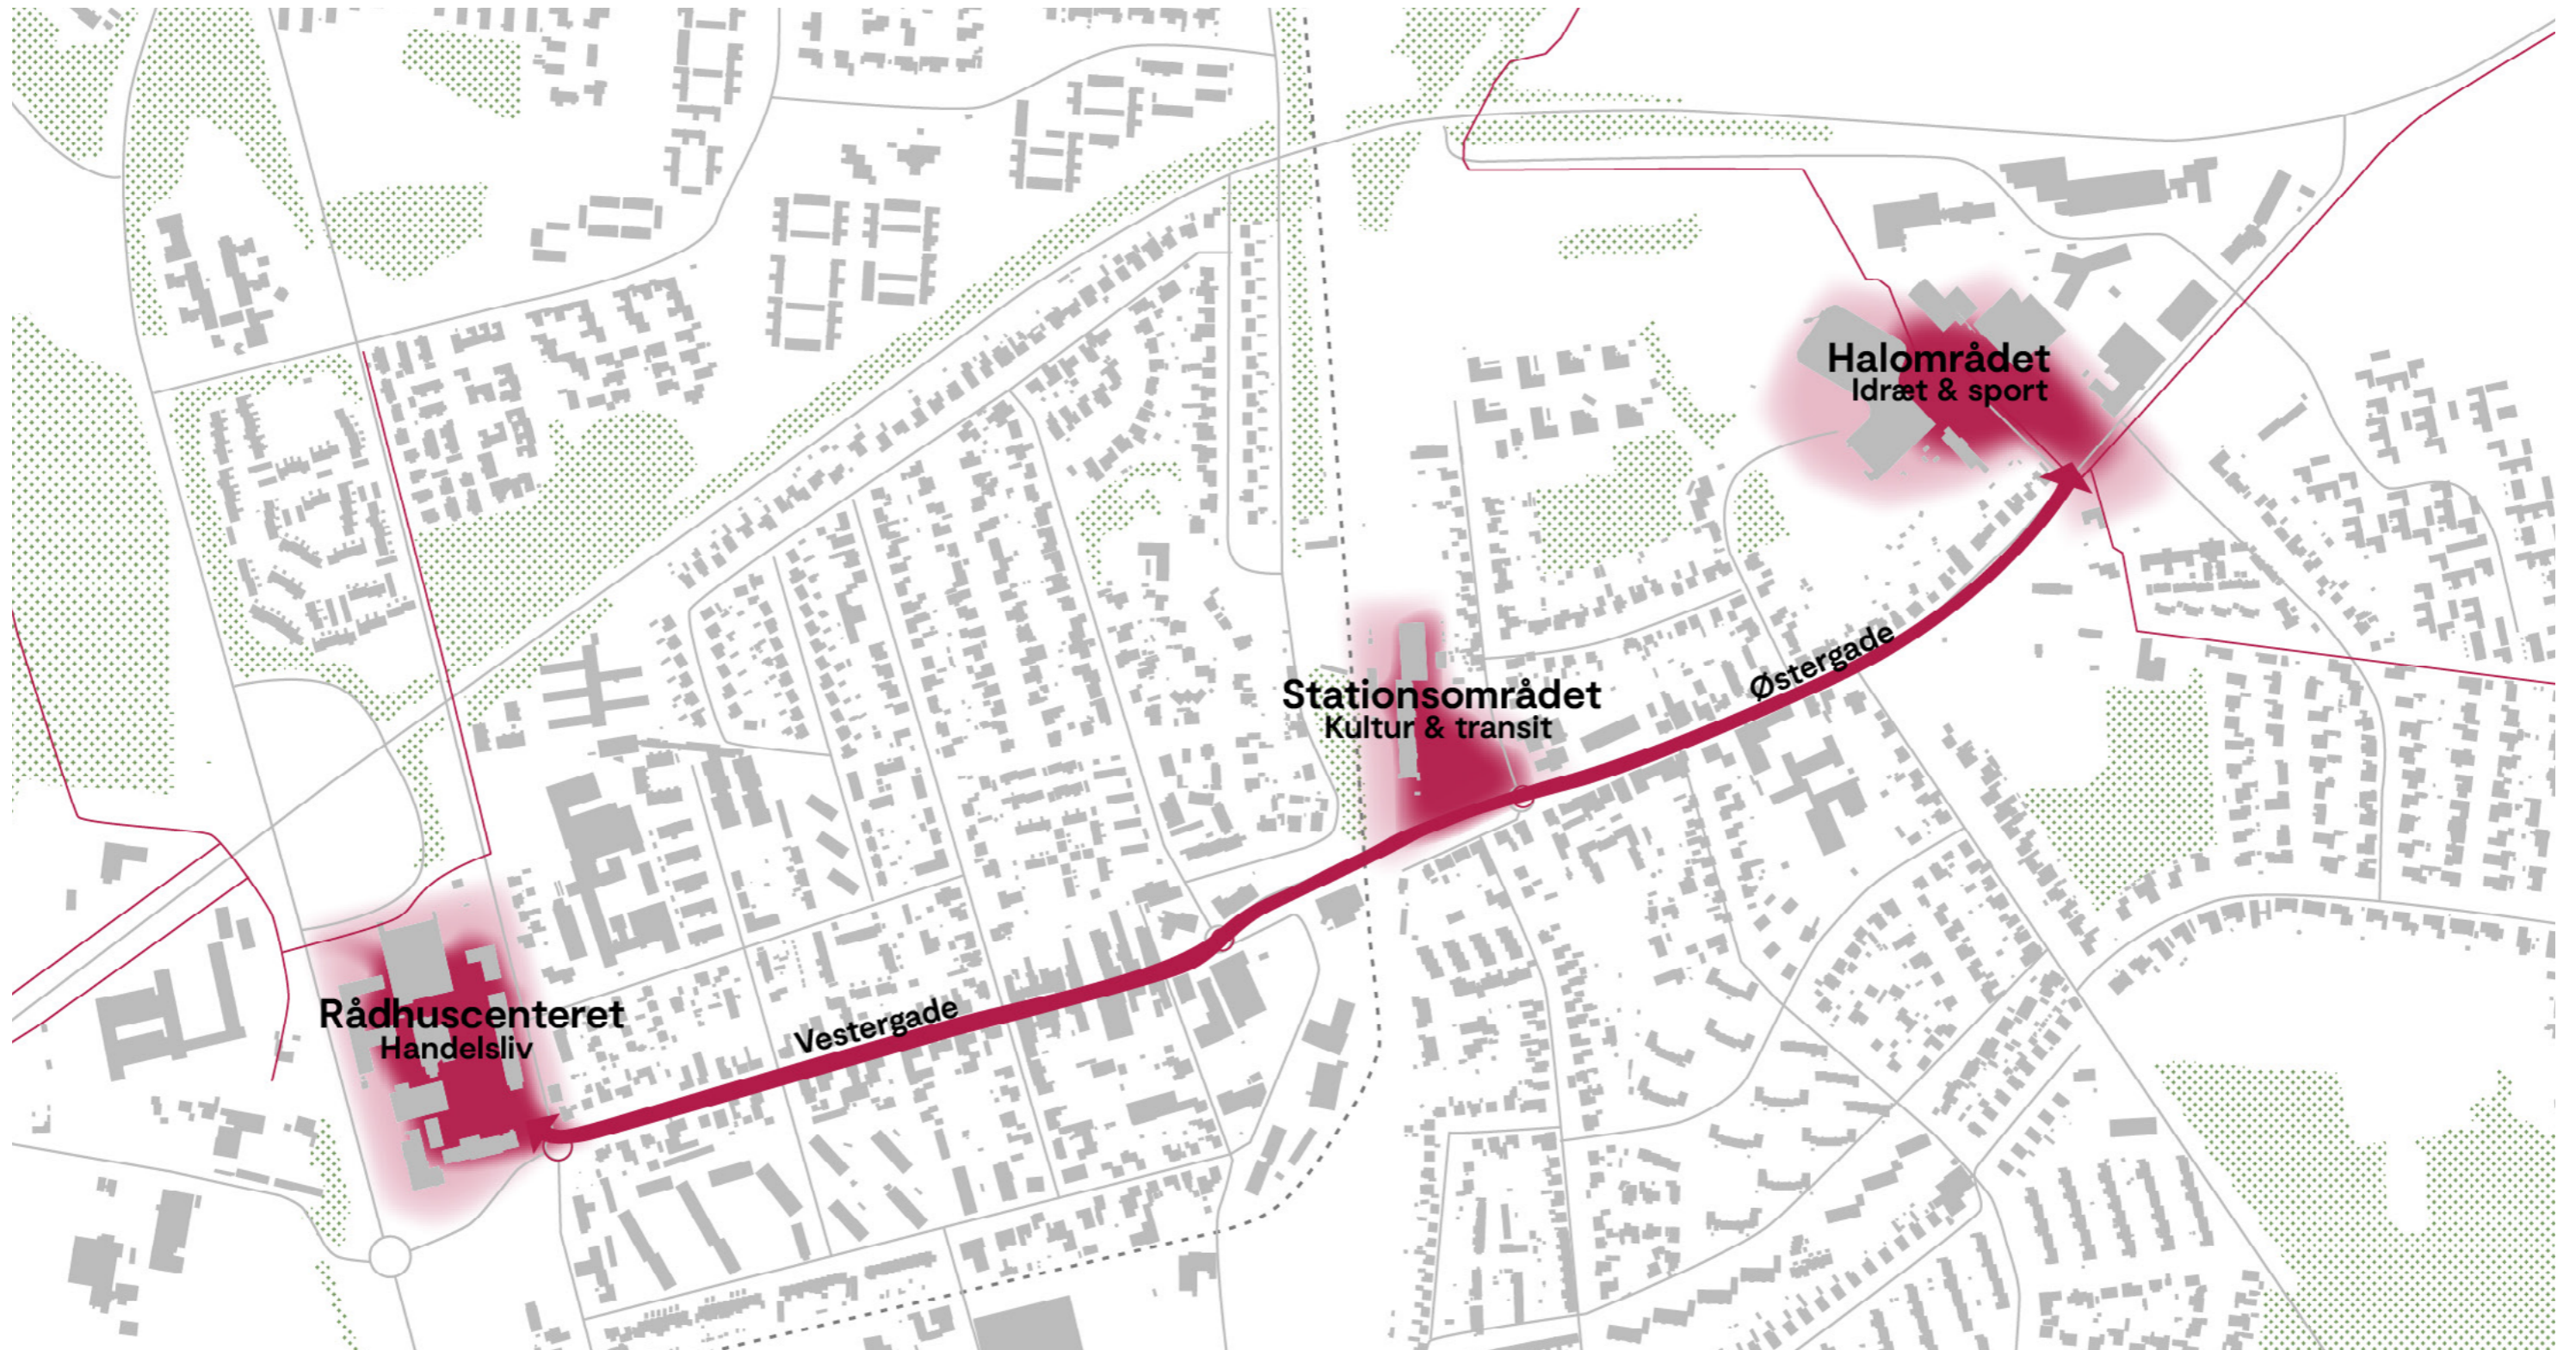 Halområdet
Idræt & sport
Østergade
Stationsområdet
Kultur & transit
Vestergade
Rådhuscenteret
Handelsliv